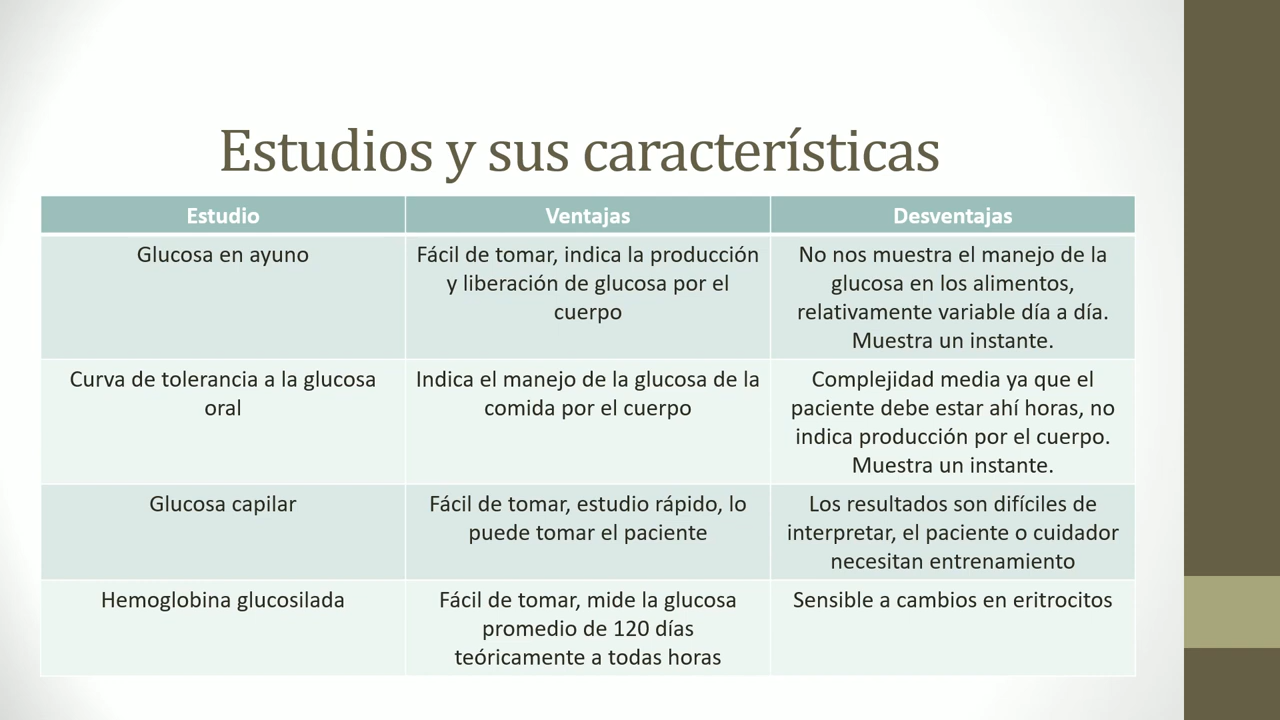 Estudios y sus características
Estudio
Ventajas
Desventajas
Glucosa en ayuno
Fácil de tomar, indica la producción
y liberación de glucosa por el
cuerpo
No nos muestra el manejo de la
glucosa en los alimentos,
relativamente variable día a día.
Muestra un instante.
Curva de tolerancia a la glucosa
oral
Indica el manejo de la glucosa de la
comida por el cuerpo
Complejidad media ya que el
paciente debe estar ahí horas, no
indica producción por el cuerpo.
Muestra un instante.
Glucosa capilar
Fácil de tomar, estudio rápido, lo
puede tomar el paciente
Los resultados son difíciles de
interpretar, el paciente o cuidador
necesitan entrenamiento
Hemoglobina glucosilada
Fácil de tomar, mide la glucosa
promedio de 120 días
teóricamente a todas horas
Sensible a cambios en eritrocitos